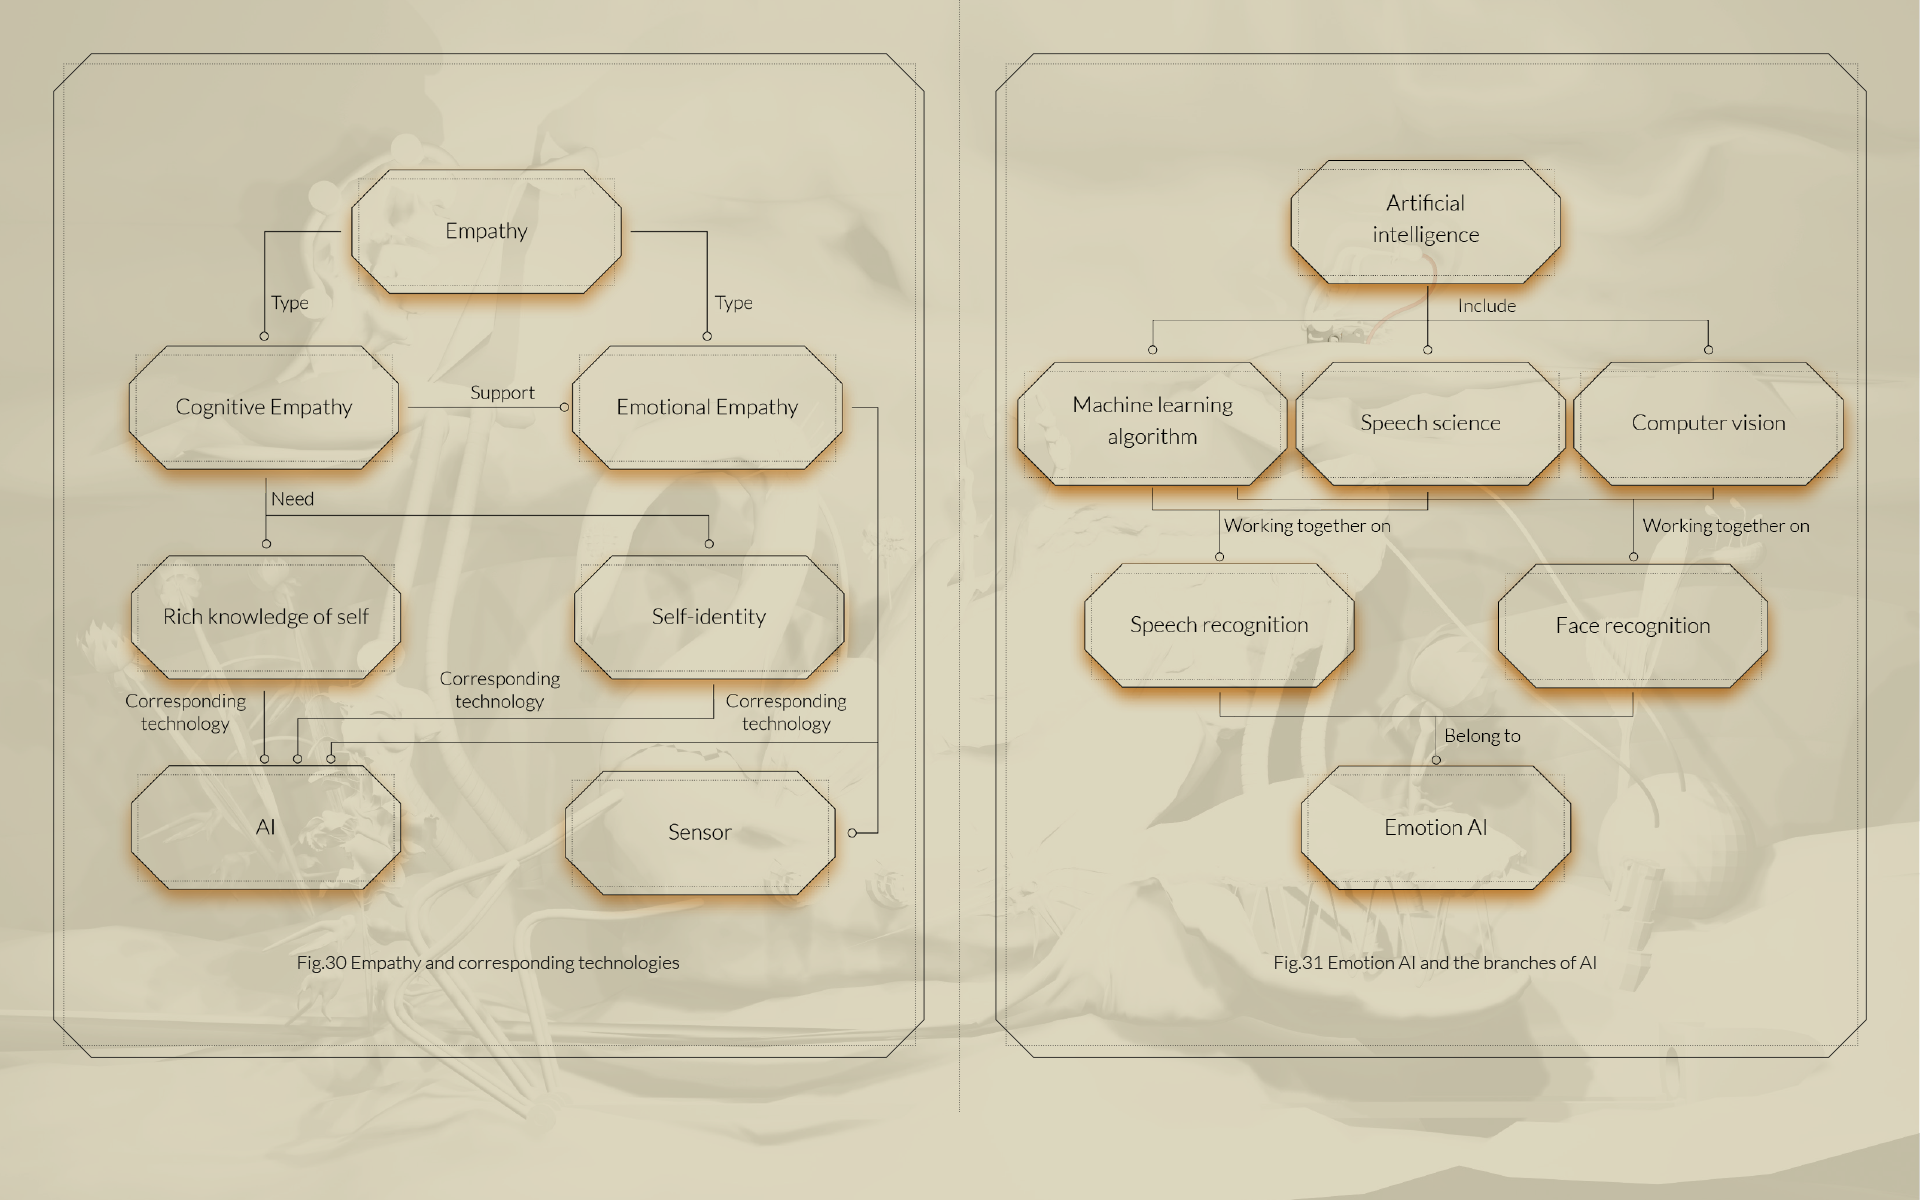 Empathy
Type
Type
Cognitive Empathy
Support
Emotional Empathy
Need
Rich knowledge of self
Self-identity
Corresponding
technology
Corresponding
technology
Corresponding
technology
AI
Sensor
Fig.30 Empathy and corresponding technologies
Artificial
intelligence
Include
Machine learning
algorithm
Speech science
Computer vision
Working together on
Working together on
Speech recognition
Face recognition
Belong to
Emotion AI
Fig.31 Emotion AI and the branches of AI